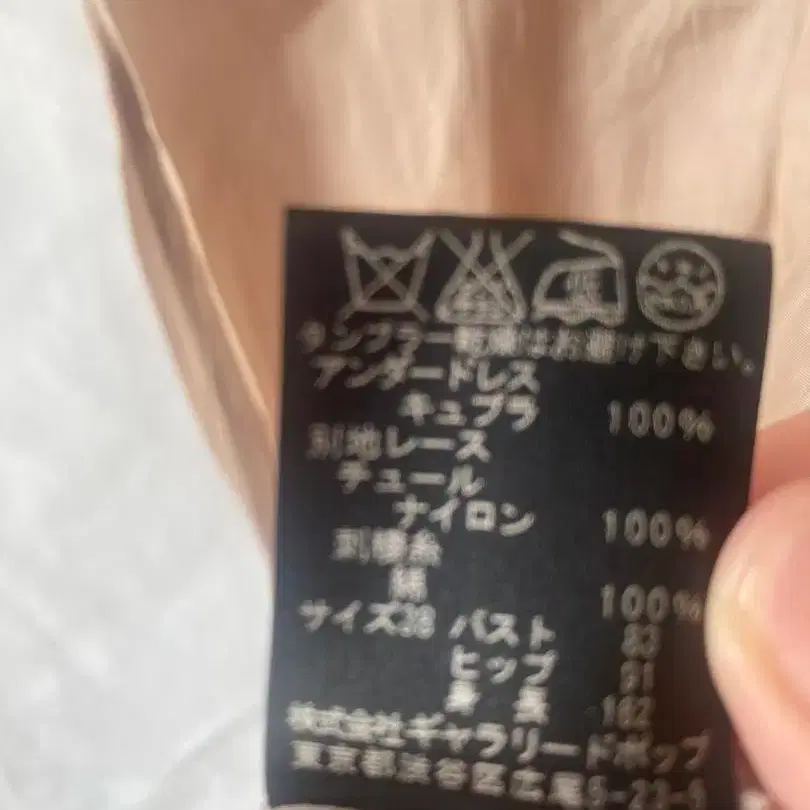 タンブラー乾燥はお避け下さい。
アンダードレス
キュプラ 100%
別地レース
チュール
ナイロン 100%
刺繍糸
綿 100%
サイズ38 バスト 83
ヒップ 91
身長 162
株式会社ギャラリードポップ
東京都渋谷区広尾5-23-5